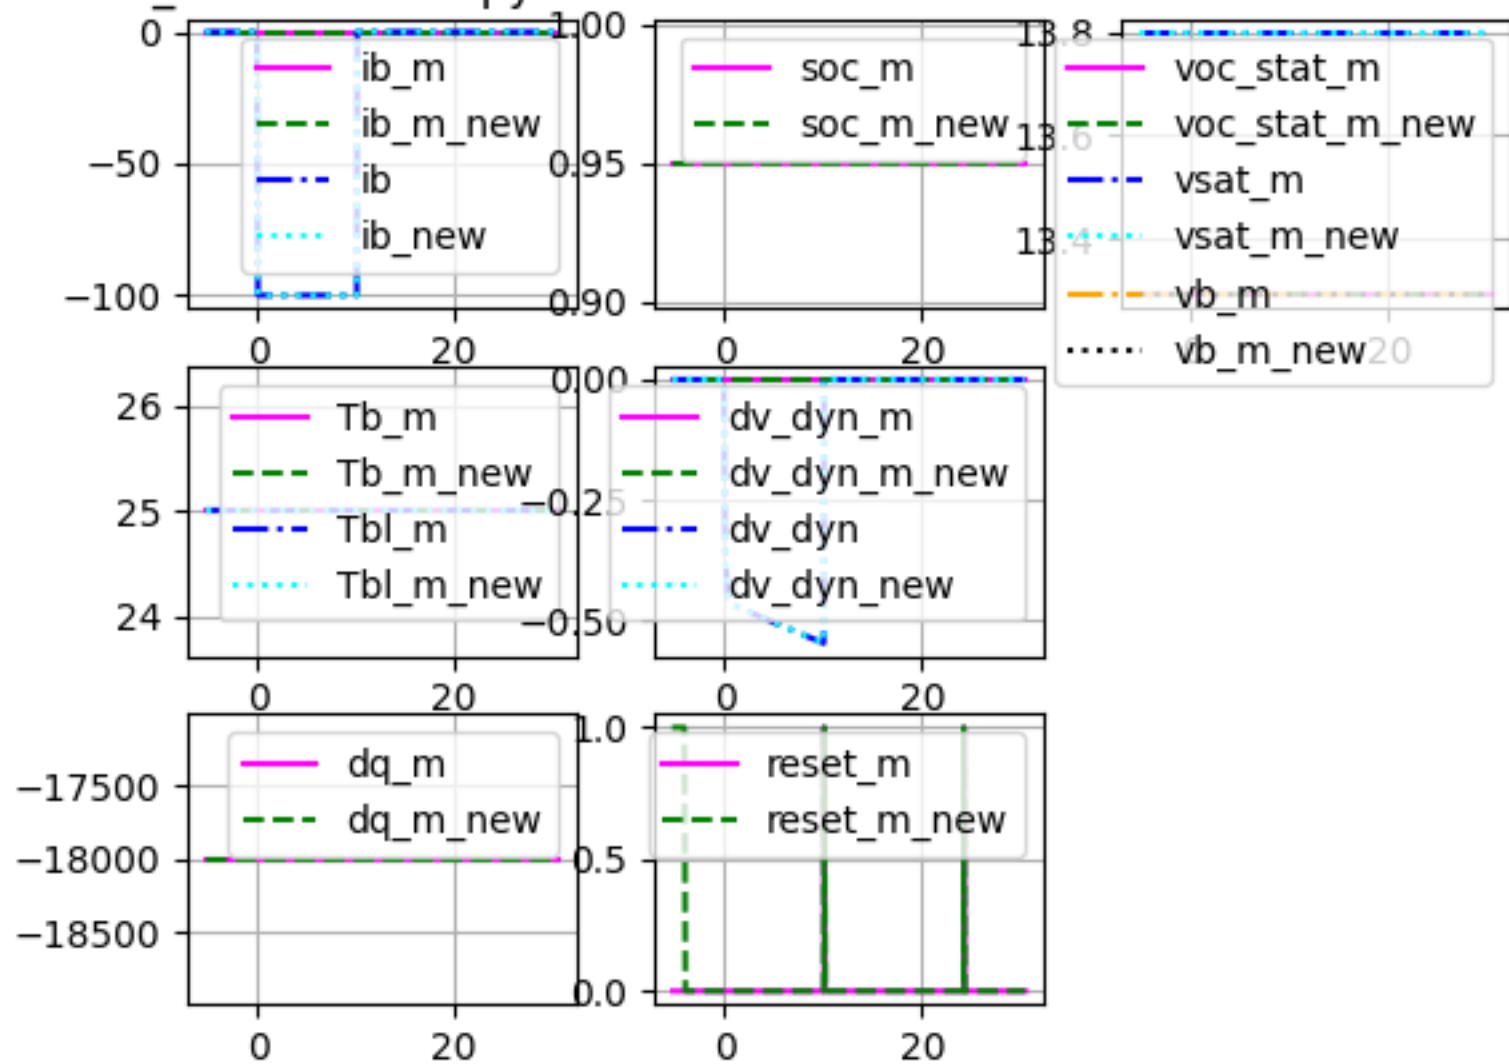 py
0
−50
−100
ib_m
ib_m_new
ib
ib_new
0
20
1.00
0.95
0.90
soc_m
soc_m_new
0
20
13.8
13.6
13.4
voc_stat_m
voc_stat_m_new
vsat_m
vsat_m_new
vb_m
vb_m_new
20
26
25
24
Tb_m
Tb_m_new
Tbl_m
Tbl_m_new
0
20
0.00
−0.25
−0.50
dv_dyn_m
dv_dyn_m_new
dv_dyn
dv_dyn_new
0
20
−17500
−18000
−18500
dq_m
dq_m_new
0
20
1.0
0.5
0.0
reset_m
reset_m_new
0
20